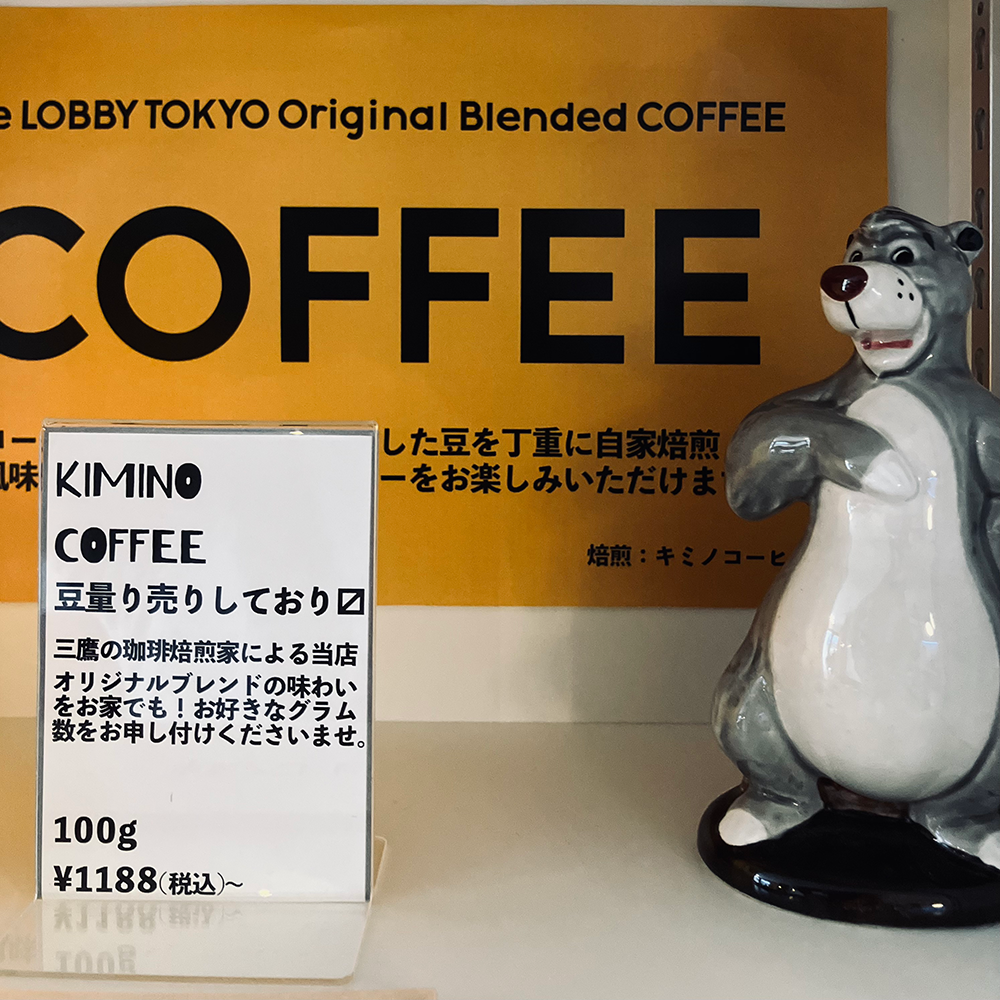 LOBBY TOKYO Original Blended COFFEE
COFFEE
した豆を丁重に自家焙煎
風味 ーをお楽しみいただけま
焙煎：キミノコーヒ
KIMINO
COFFEE
豆量り売りしており〼
三鷹の珈琲焙煎家による当店
オリジナルブレンドの味わい
をお家でも！お好きなグラム
数をお申し付けくださいませ。
100g
¥1188(税込)~